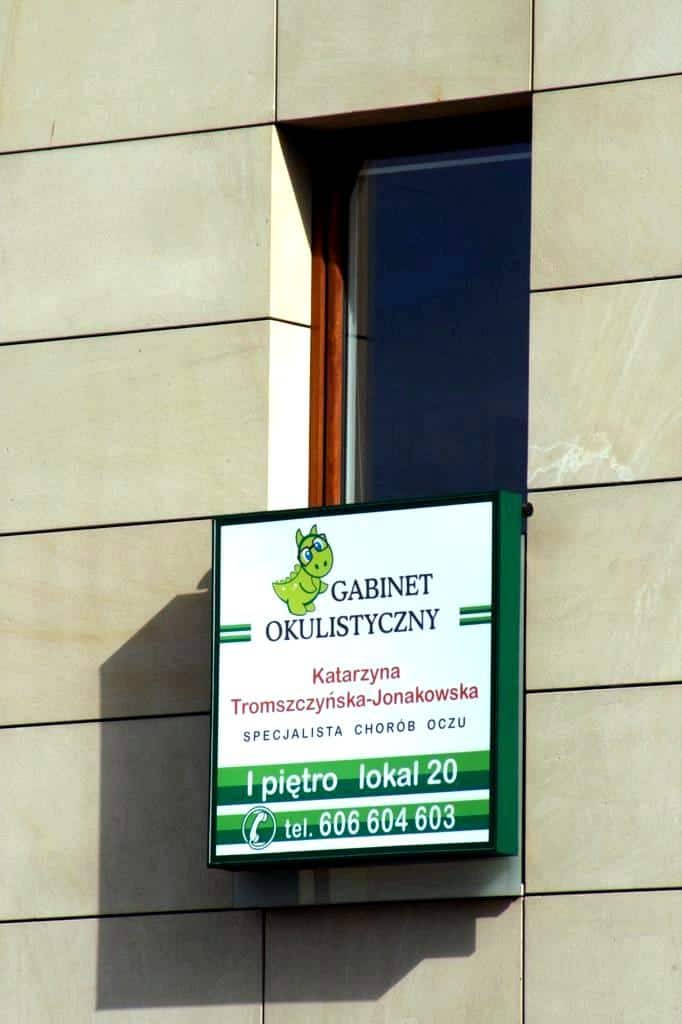 GABINET
OKULISTYCZNY
Katarzyna
Tromszczyńska-Jonakowska
SPECJALISTA CHORÓB OCZU
I piętro lokal 20
tel. 606 604 603